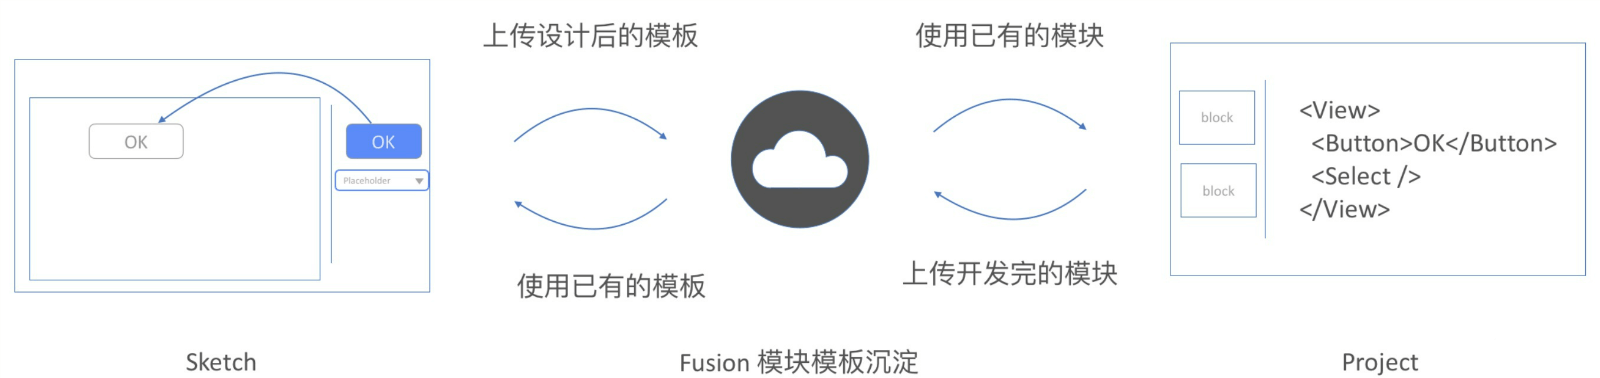 上传设计后的模板
使用已有的模块
OK
OK
Placeholder
block
block
<View>
<Button>OK</Button>
<Select />
</View>
使用已有的模板
上传开发完的模块
Sketch
Fusion 模块模板沉淀
Project